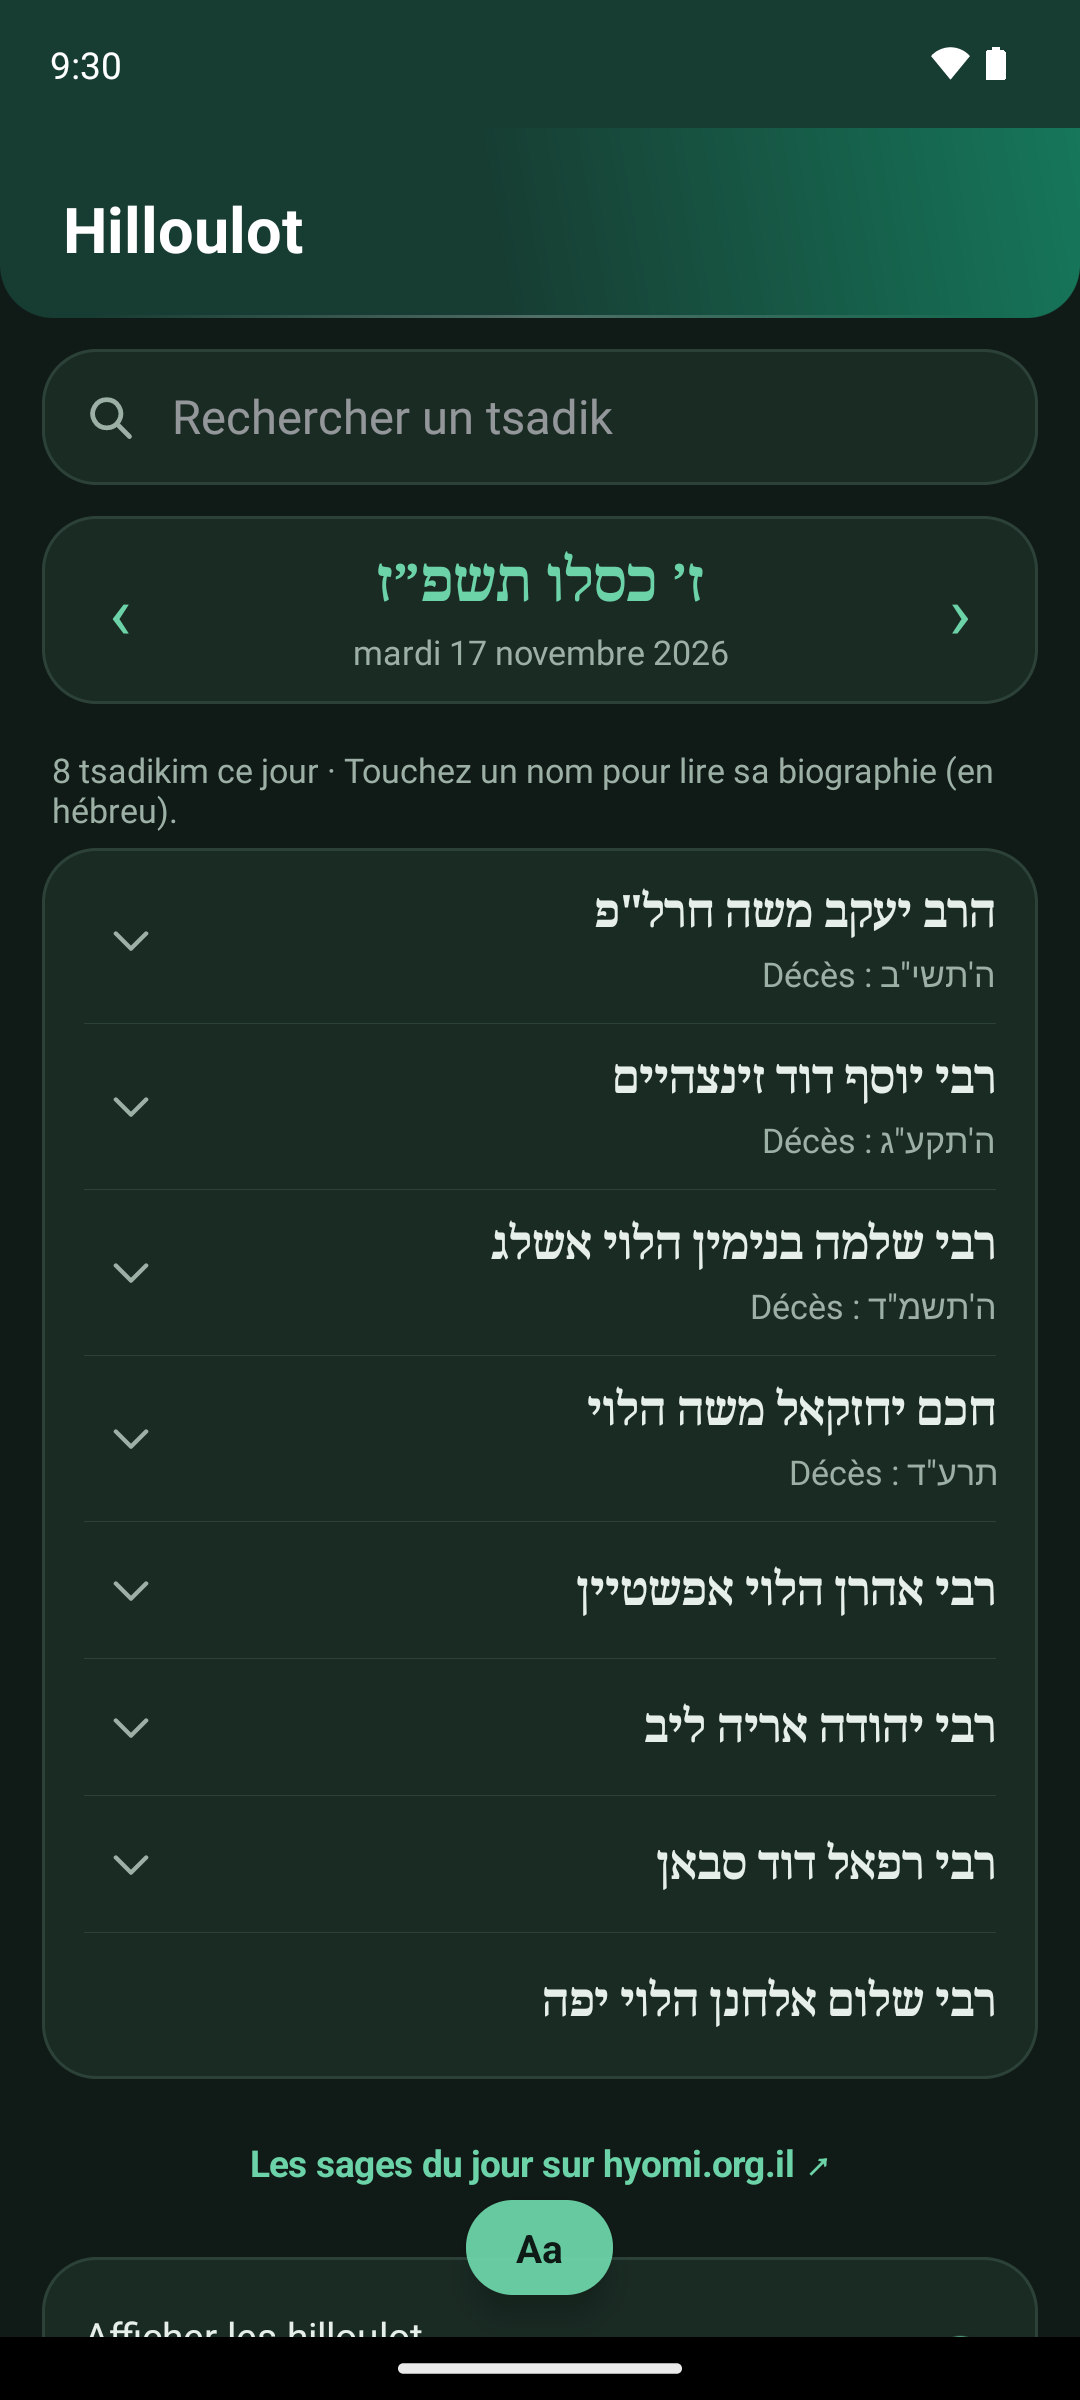 9:30
Hilloulot
Rechercher un tsadik
ז׳ כסלו תשפ״ז
mardi 17 novembre 2026
8 tsadikim ce jour · Touchez un nom pour lire sa biographie (en
hébreu).
הרב יעקב משה חרל"פ
Décès : ה'תשי"ב
רבי יוסף דוד זינצהיים
Décès : ה'תקע"ג
רבי שלמה בנימין הלוי אשלג
Décès : ה'תשמ"ד
חכם יחזקאל משה הלוי
Décès : תרע"ד
רבי אהרן הלוי אפשטיין
רבי יהודה אריה ליב
רבי רפאל דוד סבאן
רבי שלום אלחנן הלוי יפה
Les sages du jour sur hyomi.org.il ↗
Aa
Afficher les hilloulot